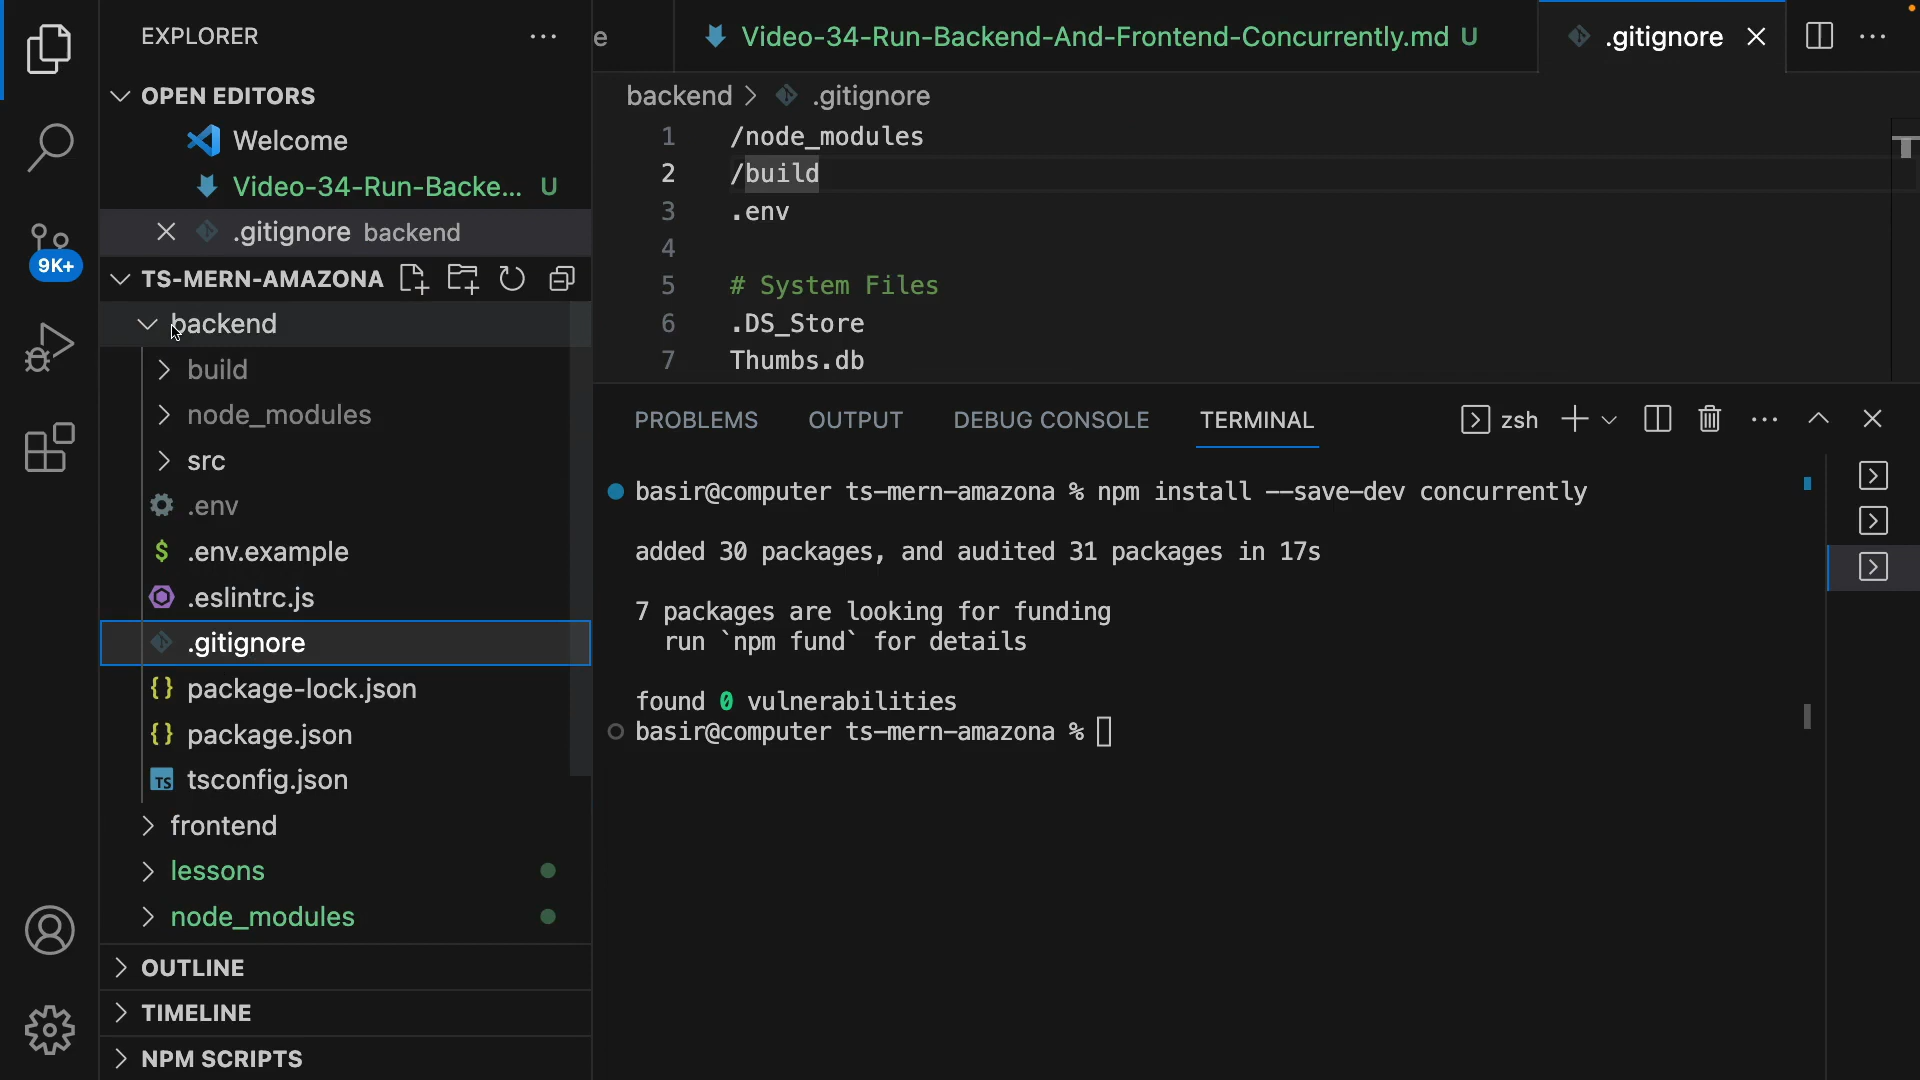 EXPLORER
OPEN EDITORS
Welcome
Video-34-Run-Backe... U
.gitignore backend
9K+
TS-MERN-AMAZONA
backend
build
node_modules
src
.env
$ .env.example
.eslintrc.js
.gitignore
{} package-lock.json
{} package.json
TS tsconfig.json
frontend
lessons
node_modules
OUTLINE
TIMELINE
NPM SCRIPTS
e
Video-34-Run-Backend-And-Frontend-Concurrently.md U
.gitignore
backend > .gitignore
1 /node_modules
2 /build
3 .env
4
5 # System Files
6 .DS_Store
7 Thumbs.db
PROBLEMS OUTPUT DEBUG CONSOLE TERMINAL zsh
basir@computer ts-mern-amazona % npm install --save-dev concurrently
added 30 packages, and audited 31 packages in 17s
7 packages are looking for funding
run `npm fund` for details
found 0 vulnerabilities
basir@computer ts-mern-amazona %